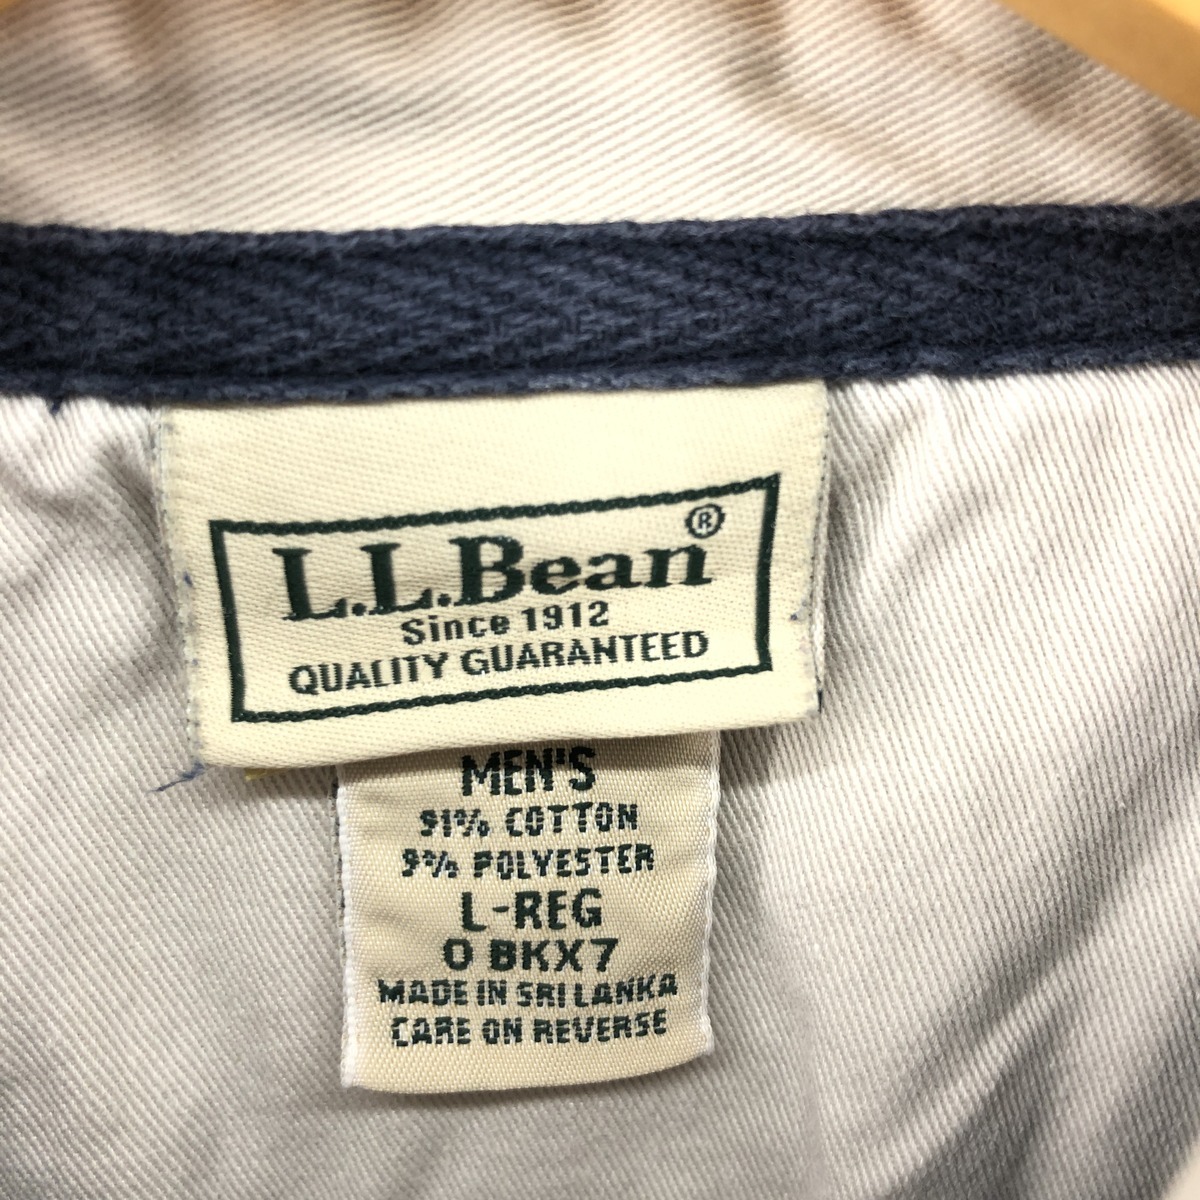 L.L.Bean®
Since 1912
QUALITY GUARANTEED
MEN'S
91% COTTON
9% POLYESTER
L-REG
0 BKX7
MADE IN SRI LANKA
CARE ON REVERSE